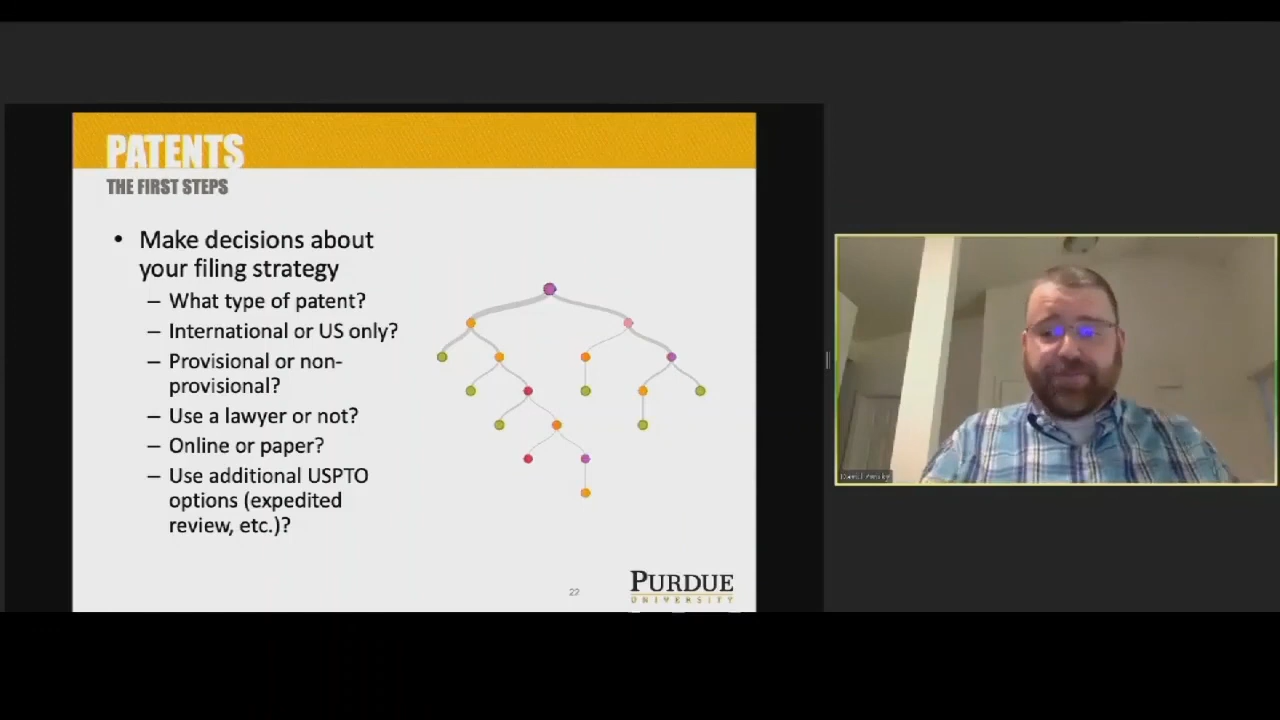 PATENTS
THE FIRST STEPS
• Make decisions about
your filing strategy
– What type of patent?
– International or US only?
– Provisional or non-
provisional?
– Use a lawyer or not?
– Online or paper?
– Use additional USPTO
options (expedited
review, etc.)?
22
PURDUE
UNIVERSITY